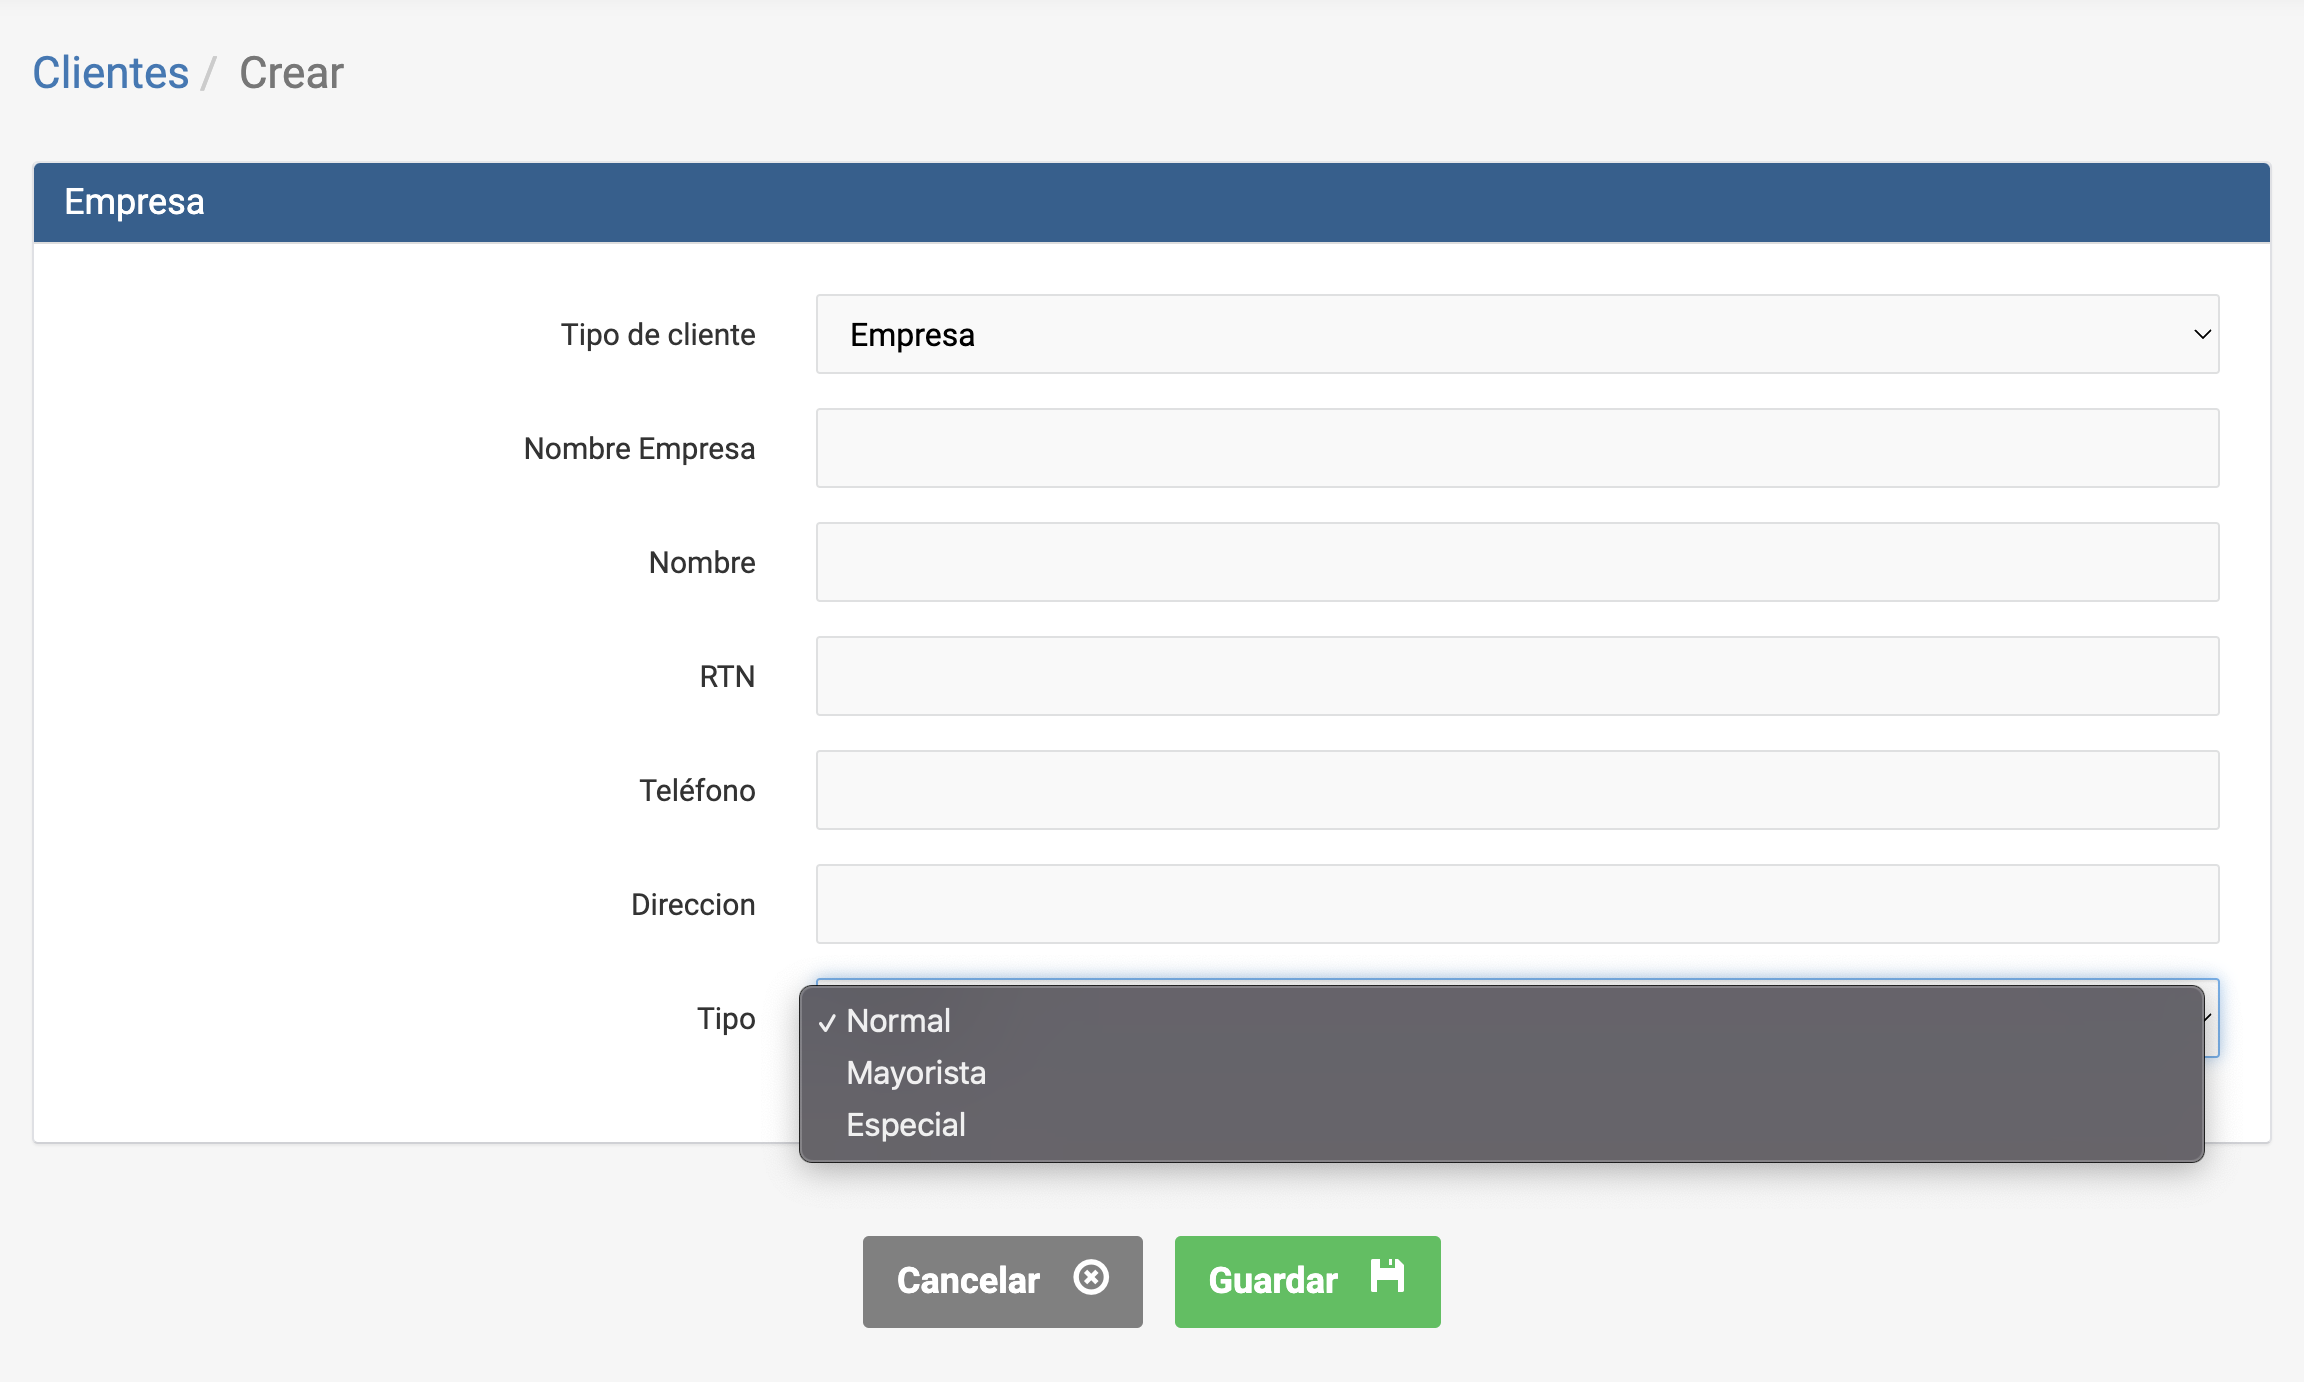 Clientes / Crear
Empresa
Tipo de cliente Empresa
Nombre Empresa
Nombre
RTN
Teléfono
Direccion
Tipo ✓ Normal
Mayorista
Especial
Cancelar Guardar